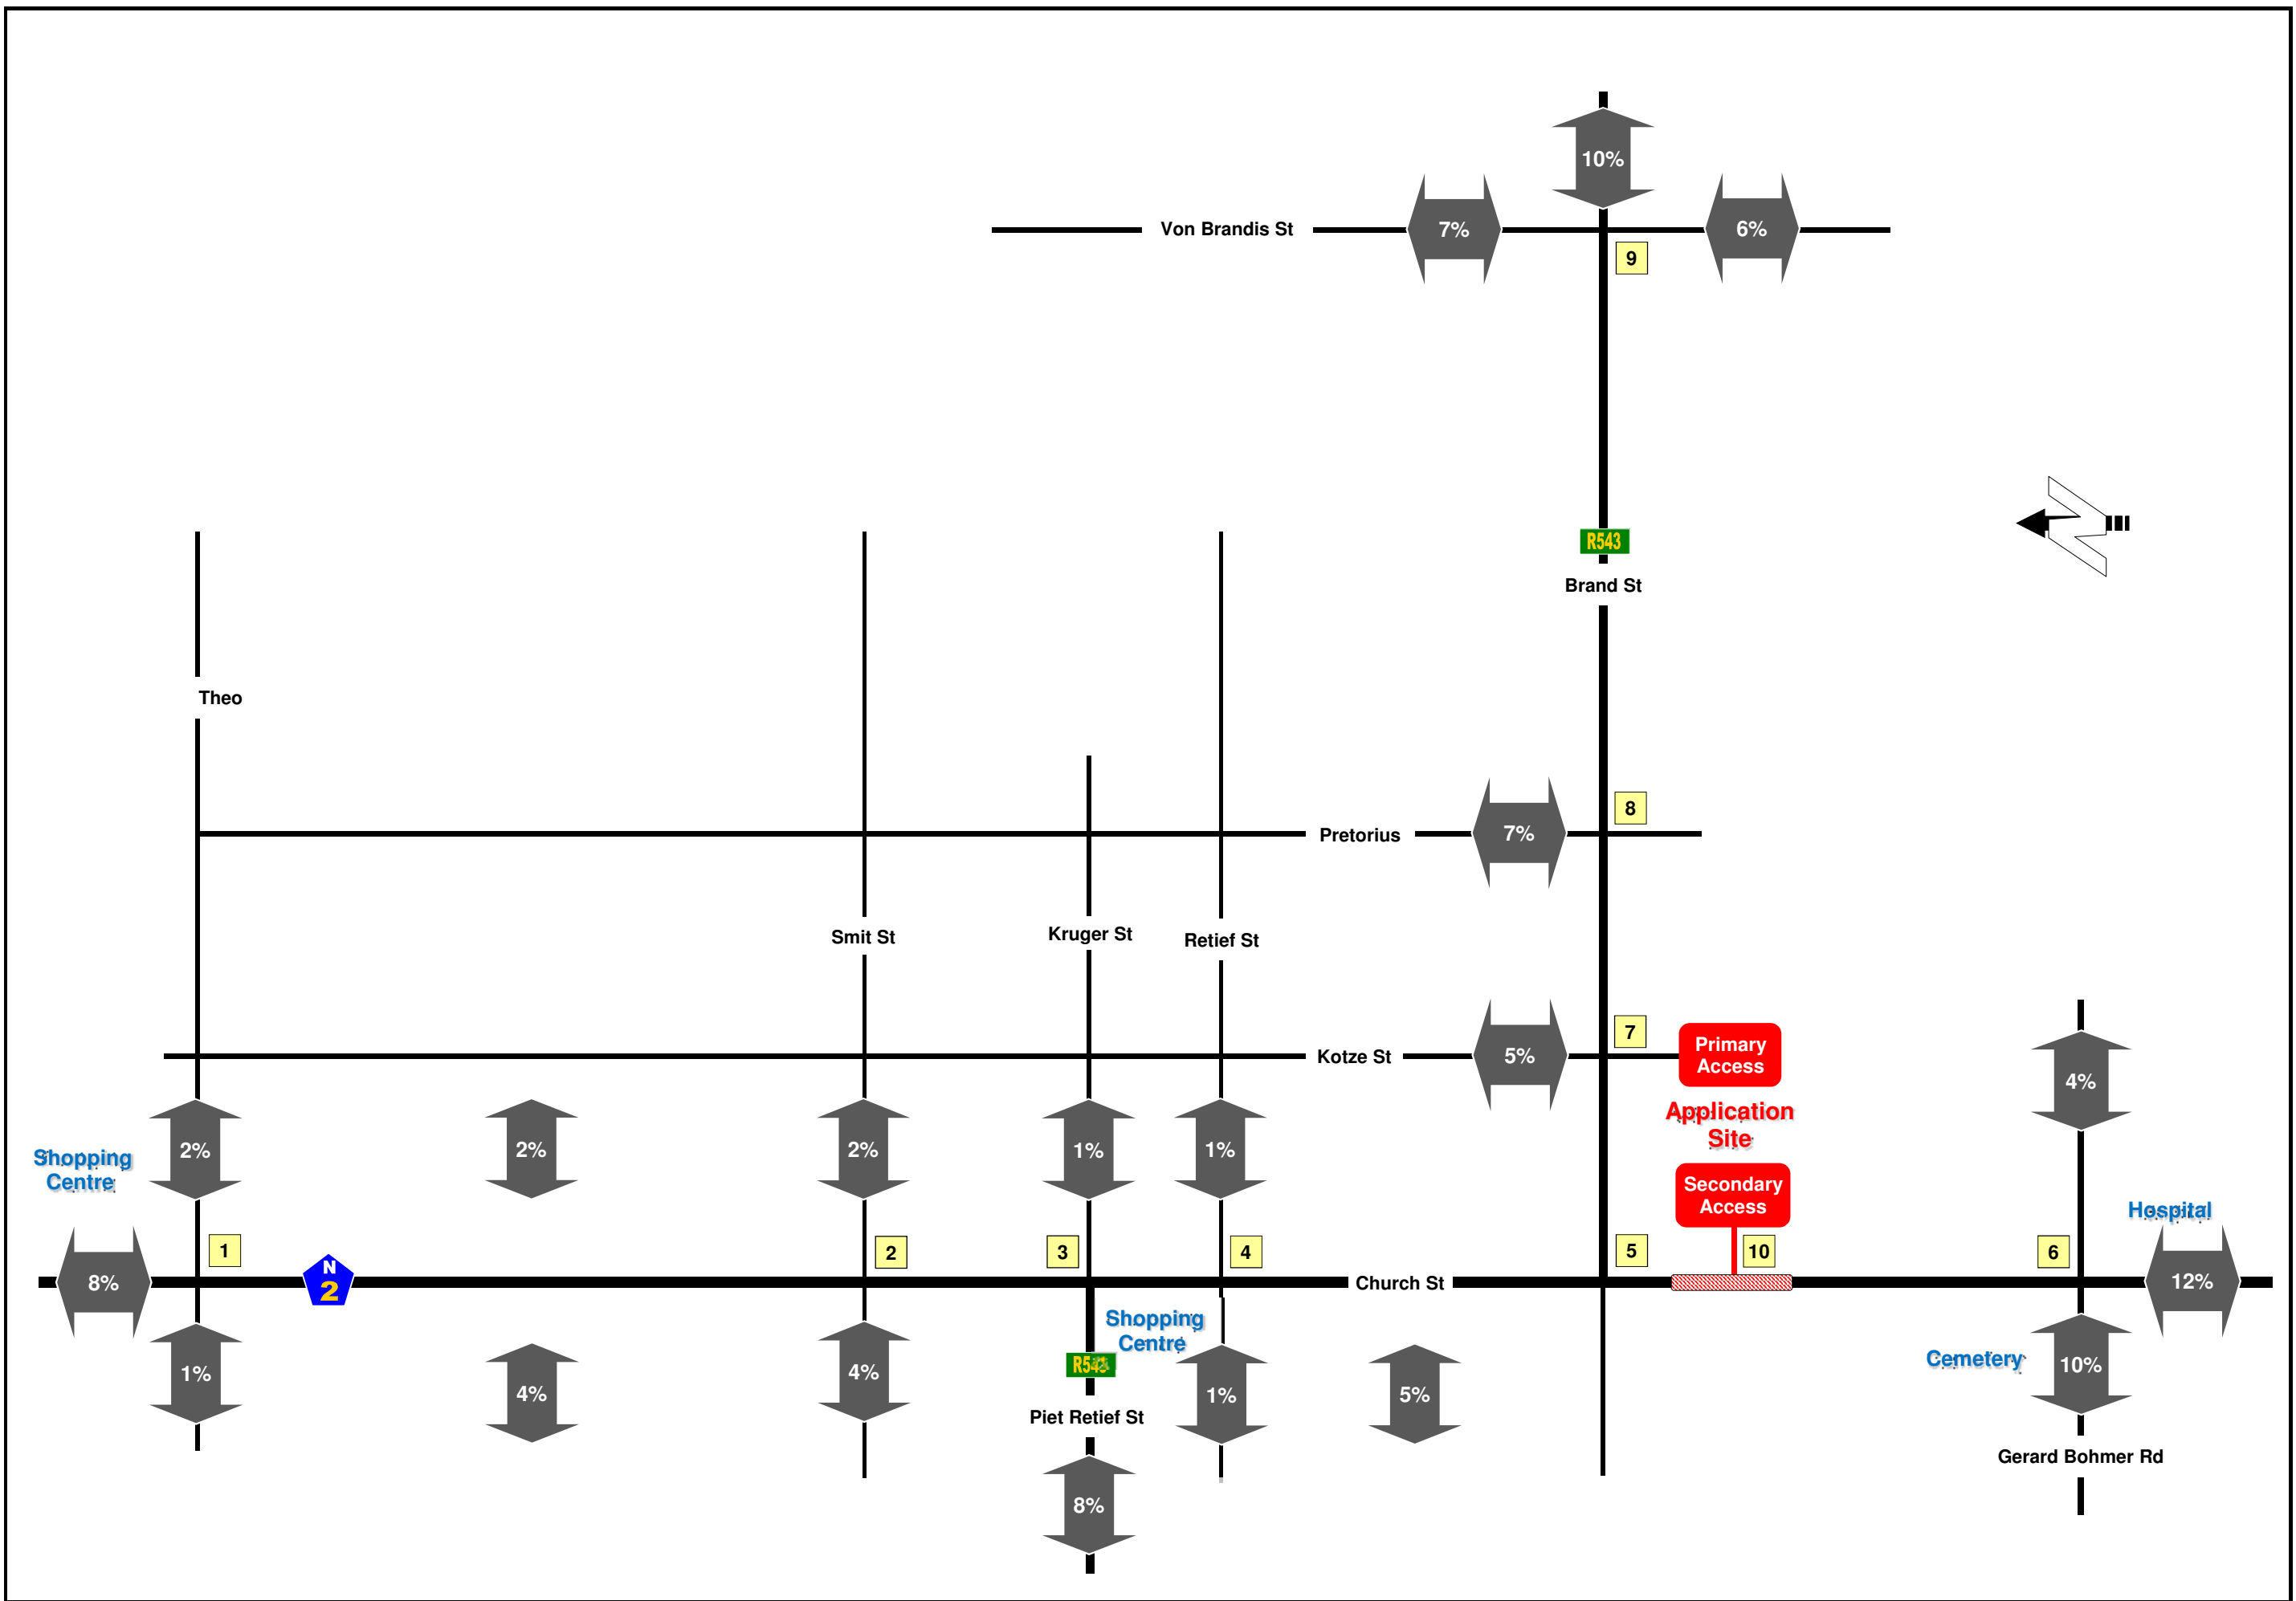 10%
Von Brandis St
7%
6%
9
R543
Brand St
Theo
8
Pretorius
7%
Smit St
Kruger St
Retief St
7
Kotze St
5%
Primary
Access
4%
Application
Site
Shopping
Centre
2%
2%
2%
1%
1%
Secondary
Access
Hospital
1
2
3
4
5
10
6
8%
N
2
Church St
12%
Shopping
Centre
1%
4%
4%
1%
5%
Cemetery
10%
Piet Retief St
Gerard Bohmer Rd
8%